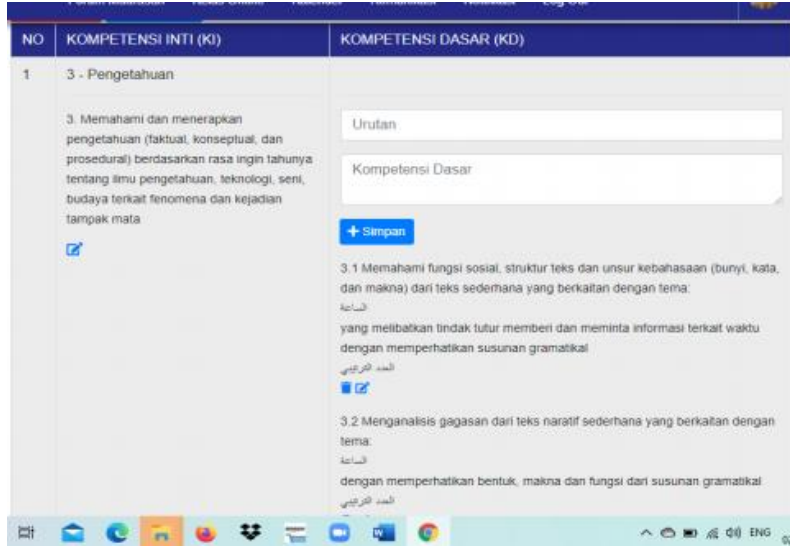 NO KOMPETENSI INTI (KI) KOMPETENSI DASAR (KD)
1 3 - Pengetahuan
3. Memahami dan menerapkan
pengetahuan (faktual, konseptual, dan
prosedural) berdasarkan rasa ingin tahunya
tentang ilmu pengetahuan, teknologi, seni,
budaya terkait fenomena dan kejadian
tampak mata
Urutan
Kompetensi Dasar
+ Simpan
3.1 Memahami fungsi sosial, struktur teks dan unsur kebahasaan (bunyi, kata,
dan makna) dari teks sederhana yang berkaitan dengan tema:
الساعة
yang melibatkan tindak tutur memberi dan meminta informasi terkait waktu
dengan memperhatikan susunan gramatikal
العدد الترتيبي
3.2 Menganalisis gagasan dari teks naratif sederhana yang berkaitan dengan
tema:
الساعة
dengan memperhatikan bentuk, makna dan fungsi dari susunan gramatikal
العدد الترتيبي
ENG